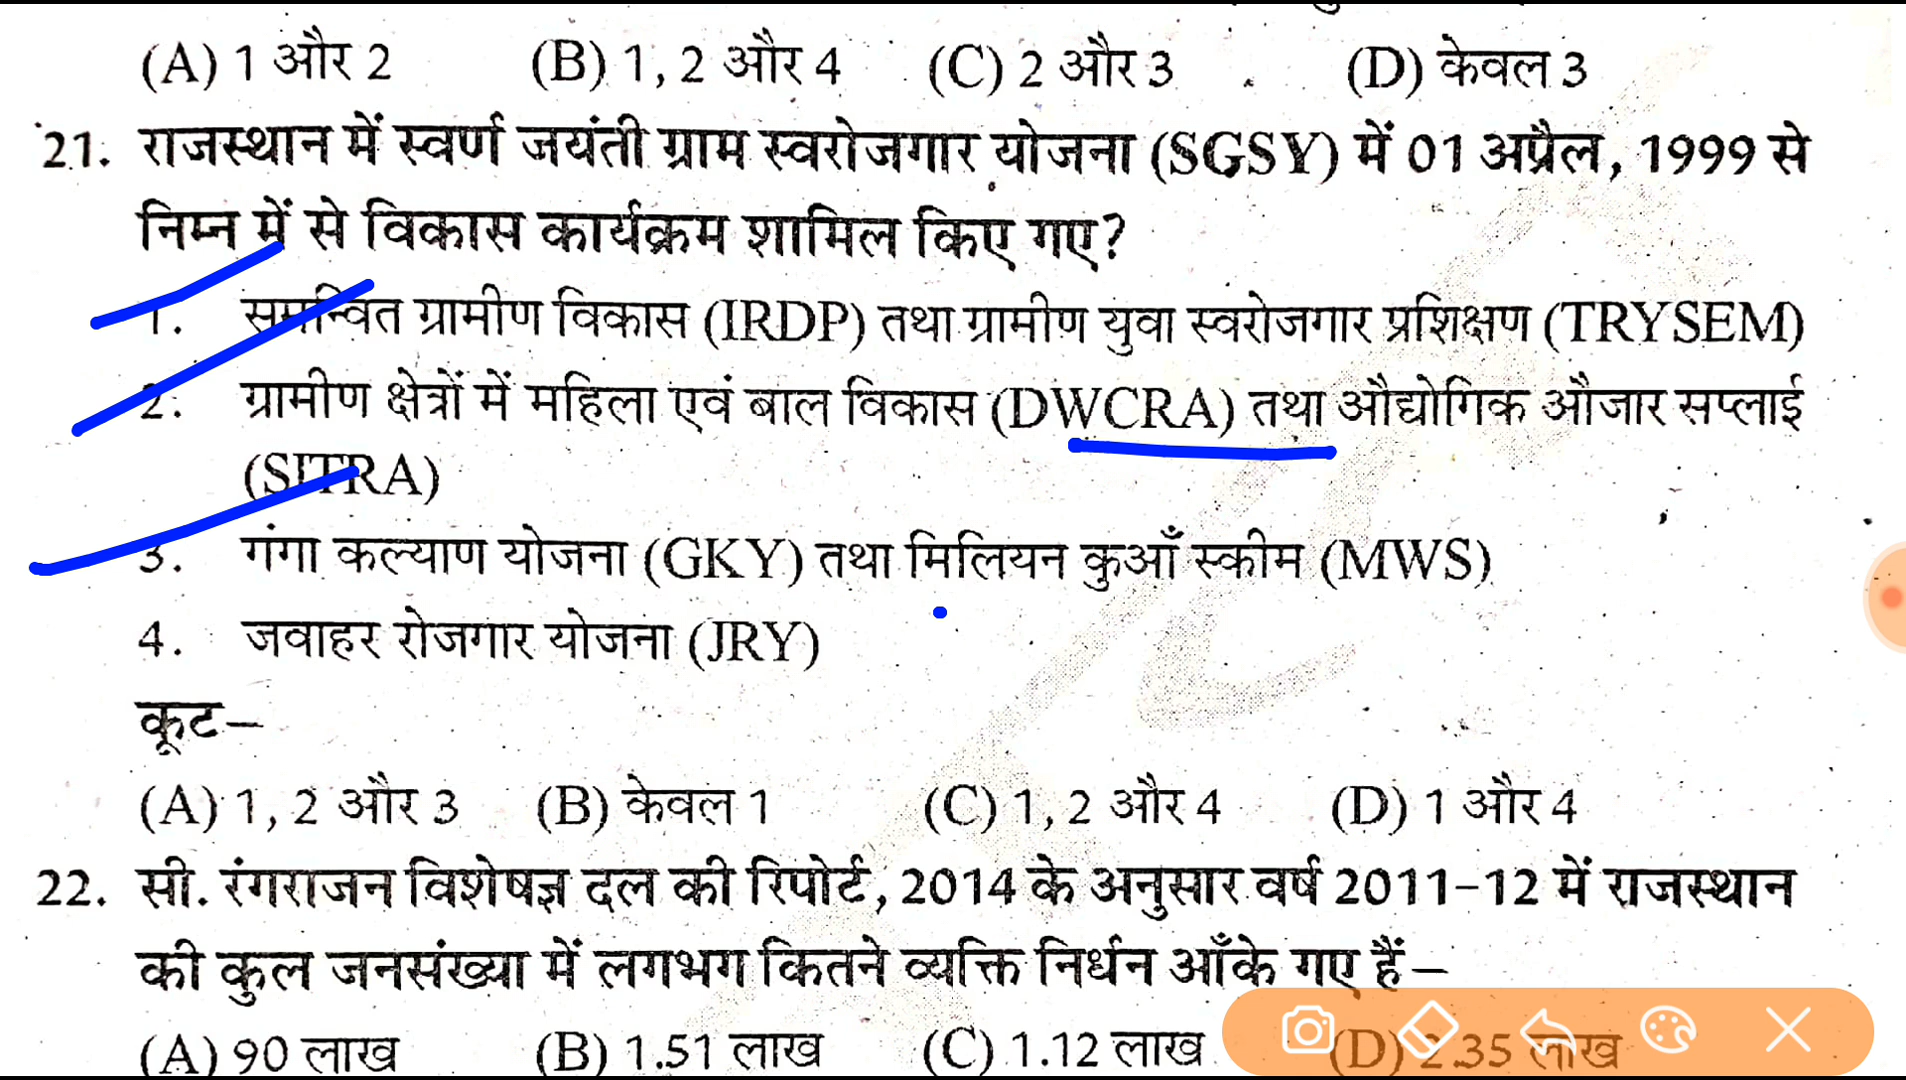 (A) 1 और 2 (B) 1, 2 और 4 (C) 2 और 3 (D) केवल 3
21. राजस्थान में स्वर्ण जयंती ग्राम स्वरोजगार योजना (SGSY) में 01 अप्रैल, 1999 से
निम्न में से विकास कार्यक्रम शामिल किए गए?
1. समन्वित ग्रामीण विकास (IRDP) तथा ग्रामीण युवा स्वरोजगार प्रशिक्षण (TRYSEM)
2. ग्रामीण क्षेत्रों में महिला एवं बाल विकास (DWCRA) तथा औद्योगिक औजार सप्लाई
(SITRA)
3. गंगा कल्याण योजना (GKY) तथा मिलियन कुआँ स्कीम (MWS)
4. जवाहर रोजगार योजना (JRY)
कूट–
(A) 1, 2 और 3 (B) केवल 1 (C) 1, 2 और 4 (D) 1 और 4
22. सी. रंगराजन विशेषज्ञ दल की रिपोर्ट, 2014 के अनुसार वर्ष 2011-12 में राजस्थान
की कुल जनसंख्या में लगभग कितने व्यक्ति निर्धन आँके गए हैं–
(A) 90 लाख (B) 1.51 लाख (C) 1.12 लाख (D) 2.35 लाख